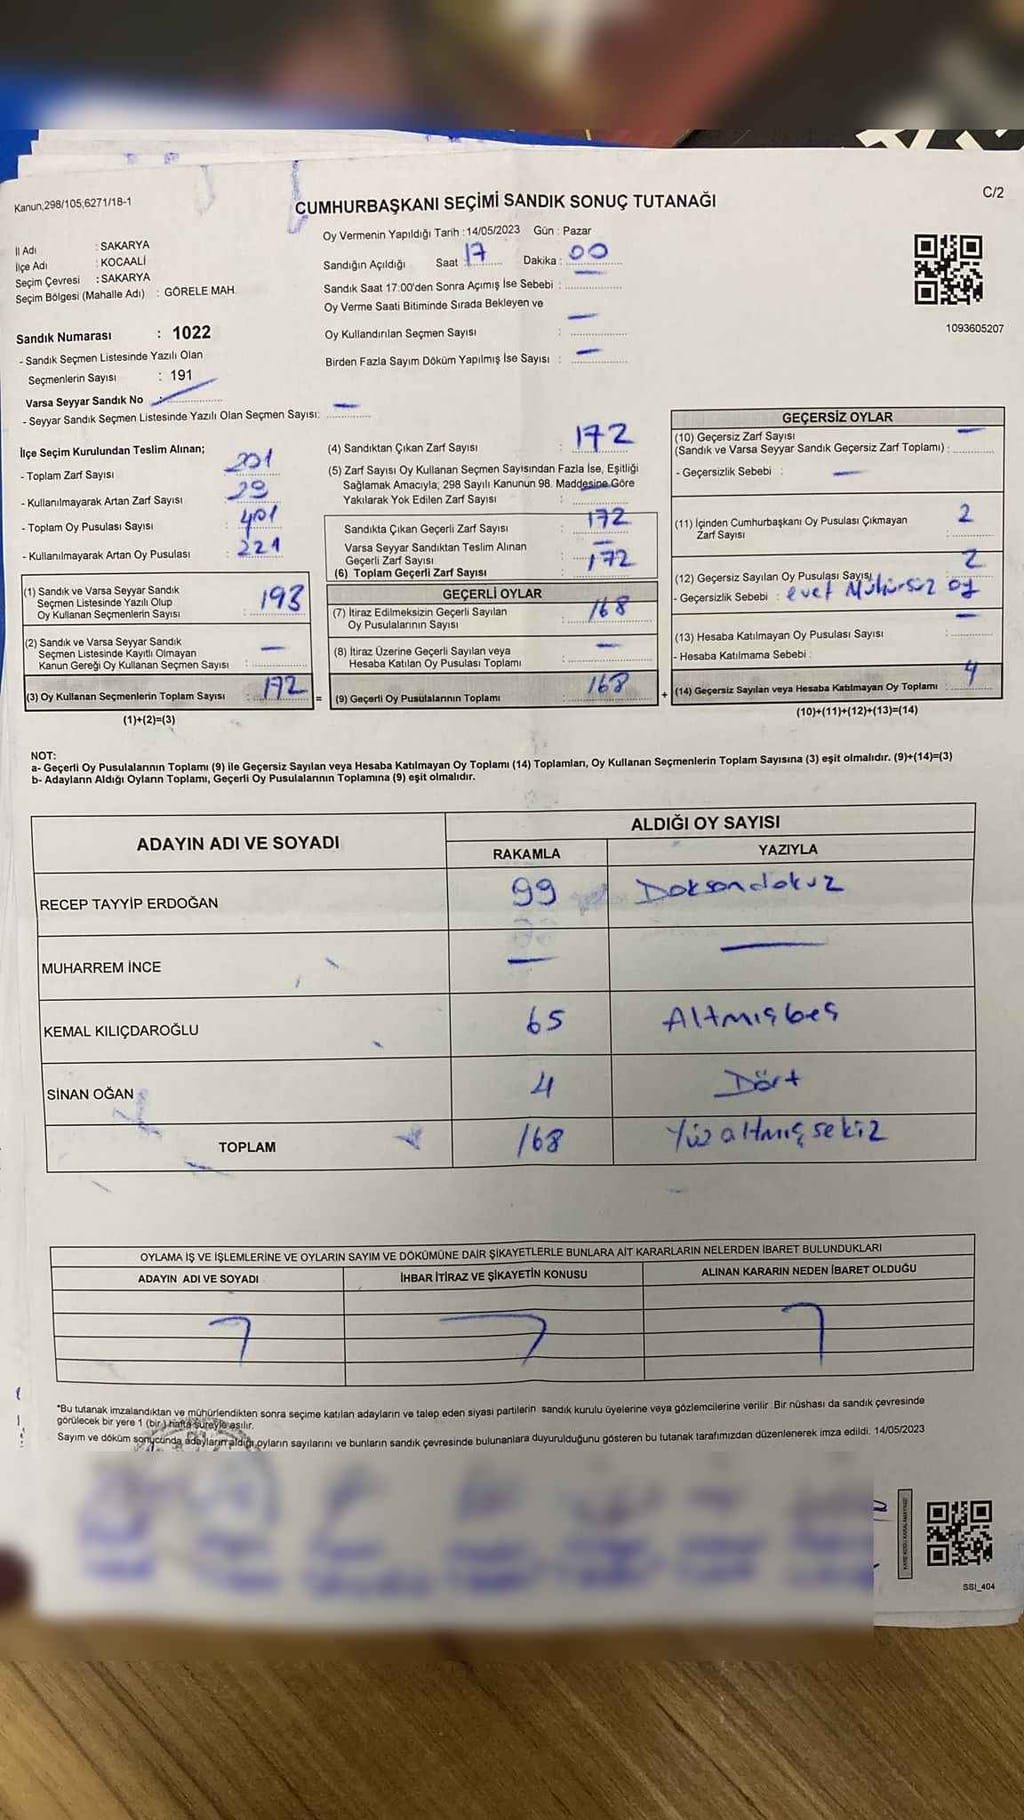 Kanun,298/105;6271/18-1
C/2
CUMHURBAŞKANI SEÇİMİ SANDIK SONUÇ TUTANAĞI
İl Adı : SAKARYA
İlçe Adı : KOCAALİ
Seçim Çevresi : SAKARYA
Seçim Bölgesi (Mahalle Adı) : GÖRELE MAH.
Sandık Numarası : 1022
- Sandık Seçmen Listesinde Yazılı Olan
Seçmenlerin Sayısı : 191
Varsa Seyyar Sandık No :
- Seyyar Sandık Seçmen Listesinde Yazılı Olan Seçmen Sayısı: —
Oy Vermenin Yapıldığı Tarih : 14/05/2023 Gün : Pazar
Sandığın Açıldığı Saat : 17 Dakika : 00
Sandık Saat 17:00'den Sonra Açımış İse Sebebi : —
Oy Verme Saati Bitiminde Sırada Bekleyen ve
Oy Kullandırılan Seçmen Sayısı : —
Birden Fazla Sayım Döküm Yapılmış İse Sayısı : —
1093605207
İlçe Seçim Kurulundan Teslim Alınan;
- Toplam Zarf Sayısı : 201
- Kullanılmayarak Artan Zarf Sayısı : 29
- Toplam Oy Pusulası Sayısı : 401
- Kullanılmayarak Artan Oy Pusulası : 221
(1) Sandık ve Varsa Seyyar Sandık
Seçmen Listesinde Yazılı Olup
Oy Kullanan Seçmenlerin Sayısı : 193
(2) Sandık ve Varsa Seyyar Sandık
Seçmen Listesinde Kayıtlı Olmayan
Kanun Gereği Oy Kullanan Seçmen Sayısı : —
(3) Oy Kullanan Seçmenlerin Toplam Sayısı : 172
(1)+(2)=(3)
(4) Sandıktan Çıkan Zarf Sayısı : 172
(5) Zarf Sayısı Oy Kullanan Seçmen Sayısından Fazla İse, Eşitliği
Sağlamak Amacıyla, 298 Sayılı Kanunun 98. Maddesine Göre
Yakılarak Yok Edilen Zarf Sayısı : —
Sandıkta Çıkan Geçerli Zarf Sayısı : 172
Varsa Seyyar Sandıktan Teslim Alınan
Geçerli Zarf Sayısı : —
(6) Toplam Geçerli Zarf Sayısı : 172
GEÇERLİ OYLAR
(7) İtiraz Edilmeksizin Geçerli Sayılan
Oy Pusulalarının Sayısı : 168
(8) İtiraz Üzerine Geçerli Sayılan veya
Hesaba Katılan Oy Pusulası Toplamı : —
= (9) Geçerli Oy Pusulalarının Toplamı : 168
GEÇERSİZ OYLAR
(10) Geçersiz Zarf Sayısı
(Sandık ve Varsa Seyyar Sandık Geçersiz Zarf Toplamı) : —
- Geçersizlik Sebebi : —
(11) İçinden Cumhurbaşkanı Oy Pusulası Çıkmayan
Zarf Sayısı : 2
(12) Geçersiz Sayılan Oy Pusulası Sayısı : 2
- Geçersizlik Sebebi : evet Mühürsüz oy
(13) Hesaba Katılmayan Oy Pusulası Sayısı : —
- Hesaba Katılmama Sebebi :
+ (14) Geçersiz Sayılan veya Hesaba Katılmayan Oy Toplamı : 4
(10)+(11)+(12)+(13)=(14)
NOT:
a- Geçerli Oy Pusulalarının Toplamı (9) ile Geçersiz Sayılan veya Hesaba Katılmayan Oy Toplamı (14) Toplamları, Oy Kullanan Seçmenlerin Toplam Sayısına (3) eşit olmalıdır. (9)+(14)=(3)
b- Adayların Aldığı Oyların Toplamı, Geçerli Oy Pusulalarının Toplamına (9) eşit olmalıdır.
ADAYIN ADI VE SOYADI
ALDIĞI OY SAYISI
RAKAMLA YAZIYLA
RECEP TAYYİP ERDOĞAN 99 Doksandokuz
MUHARREM İNCE — —
KEMAL KILIÇDAROĞLU 65 Altmışbeş
SİNAN OĞAN 4 Dört
TOPLAM 168 Yüzaltmışsekiz
OYLAMA İŞ VE İŞLEMLERİNE VE OYLARIN SAYIM VE DÖKÜMÜNE DAİR ŞİKAYETLERLE BUNLARA AİT KARARLARIN NELERDEN İBARET BULUNDUKLARI
ADAYIN ADI VE SOYADI İHBAR İTİRAZ VE ŞİKAYETİN KONUSU ALINAN KARARIN NEDEN İBARET OLDUĞU
*Bu tutanak imzalandıktan ve mühürlendikten sonra seçime katılan adayların ve talep eden siyasi partilerin sandık kurulu üyelerine veya gözlemcilerine verilir. Bir nüshası da sandık çevresinde
görülecek bir yere 1 (bir) hafta süreyle asılır.
Sayım ve döküm sonucunda adayların aldığı oyların sayılarını ve bunların sandık çevresinde bulunanlara duyurulduğunu gösteren bu tutanak tarafımızdan düzenlenerek imza edildi. 14/05/2023
SSI_404